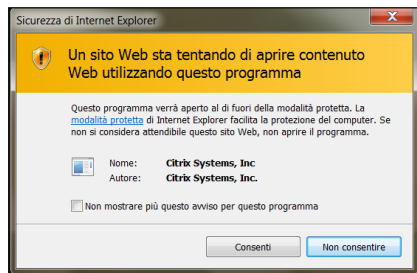 Sicurezza di Internet Explorer
Un sito Web sta tentando di aprire contenuto
Web utilizzando questo programma
Questo programma verrà aperto al di fuori della modalità protetta. La
modalità protetta di Internet Explorer facilita la protezione del computer. Se
non si considera attendibile questo sito Web, non aprire il programma.
Nome: Citrix Systems, Inc
Autore: Citrix Systems, Inc.
Non mostrare più questo avviso per questo programma
Consenti Non consentire